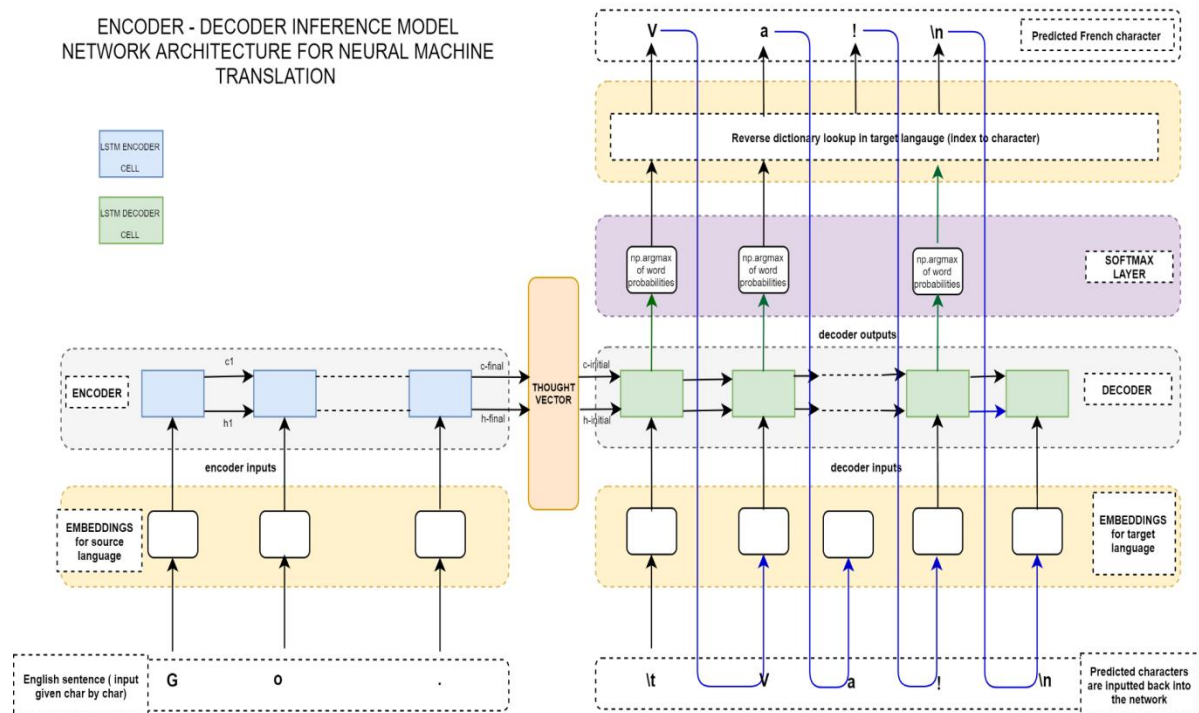 ENCODER - DECODER INFERENCE MODEL
NETWORK ARCHITECTURE FOR NEURAL MACHINE
TRANSLATION
LSTM ENCODER
CELL
LSTM DECODER
CELL
V a ! \n
Predicted French character
Reverse dictionary lookup in target langauge (index to character)
np.argmax
of word
probabilities
np.argmax
of word
probabilities
np.argmax
of word
probabilities
SOFTMAX
LAYER
decoder outputs
ENCODER
c1
h1
c-final
h-final
THOUGHT
VECTOR
c-initial
h-initial
DECODER
encoder inputs
decoder inputs
EMBEDDINGS
for source
language
EMBEDDINGS
for target
language
English sentence ( input
given char by char)
G o .
\t V a ! \n
Predicted characters
are inputted back into
the network